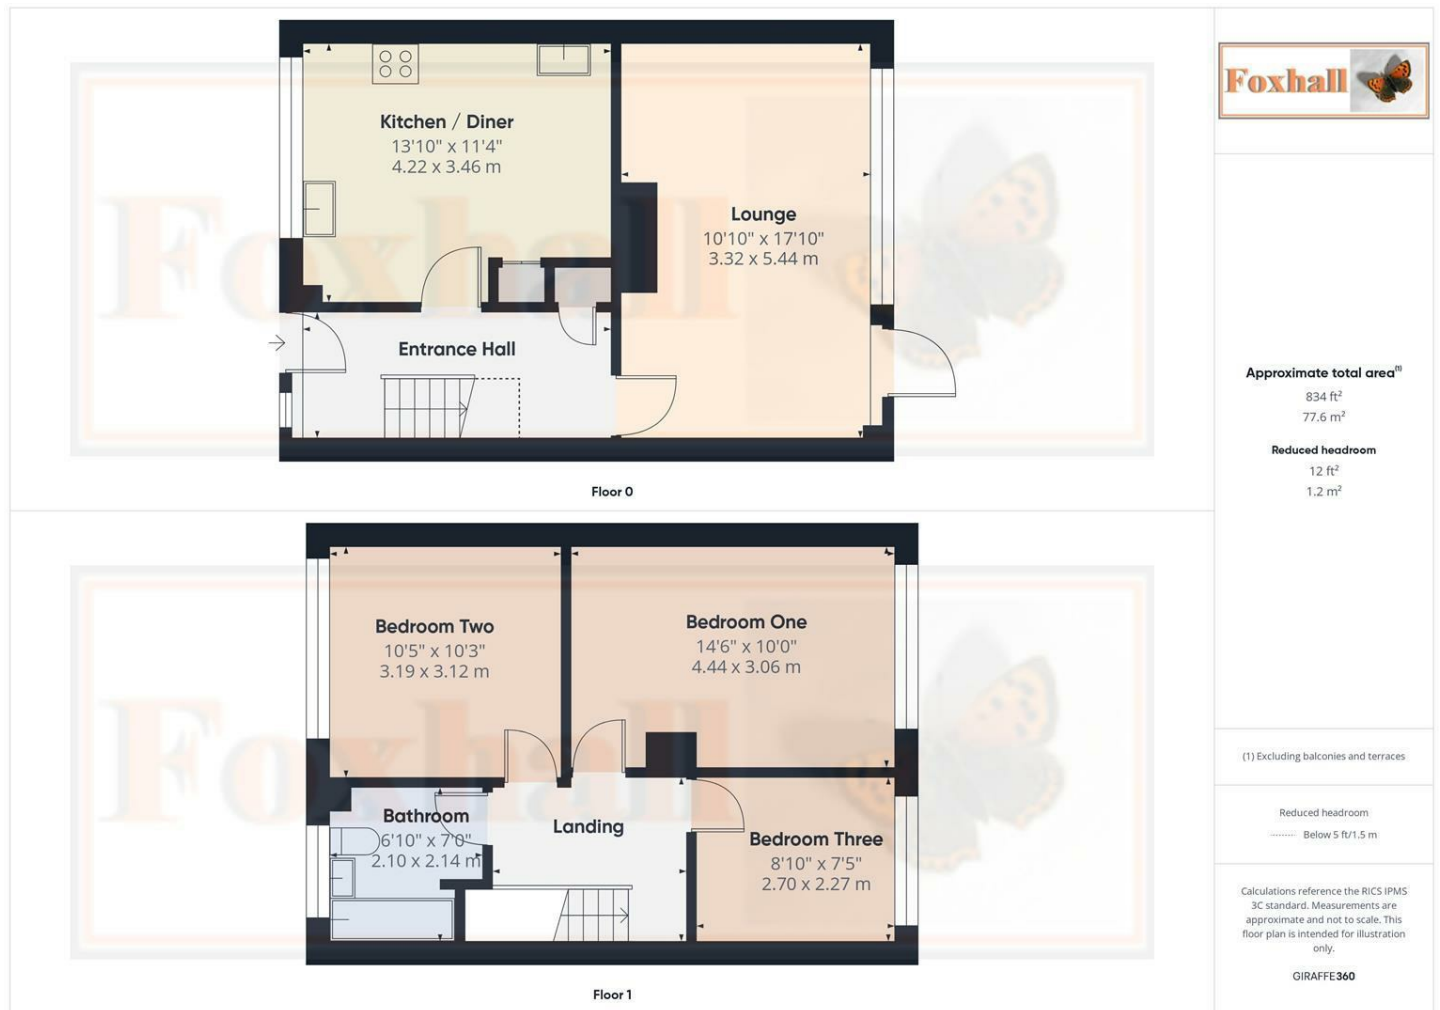 Kitchen / Diner
13'10" x 11'4"
4.22 x 3.46 m
Lounge
10'10" x 17'10"
3.32 x 5.44 m
Entrance Hall
Foxhall
Floor 0
Bedroom Two
10'5" x 10'3"
3.19 x 3.12 m
Bedroom One
14'6" x 10'0"
4.44 x 3.06 m
Foxhall
Bathroom
6'10" x 7'0"
2.10 x 2.14 m
Landing
Bedroom Three
8'10" x 7'5"
2.70 x 2.27 m
Floor 1
Foxhall
Approximate total area(1)
834 ft²
77.6 m²
Reduced headroom
12 ft²
1.2 m²
(1) Excluding balconies and terraces
Reduced headroom
Below 5 ft/1.5 m
Calculations reference the RICS IPMS
3C standard. Measurements are
approximate and not to scale. This
floor plan is intended for illustration
only.
GIRAFFE360